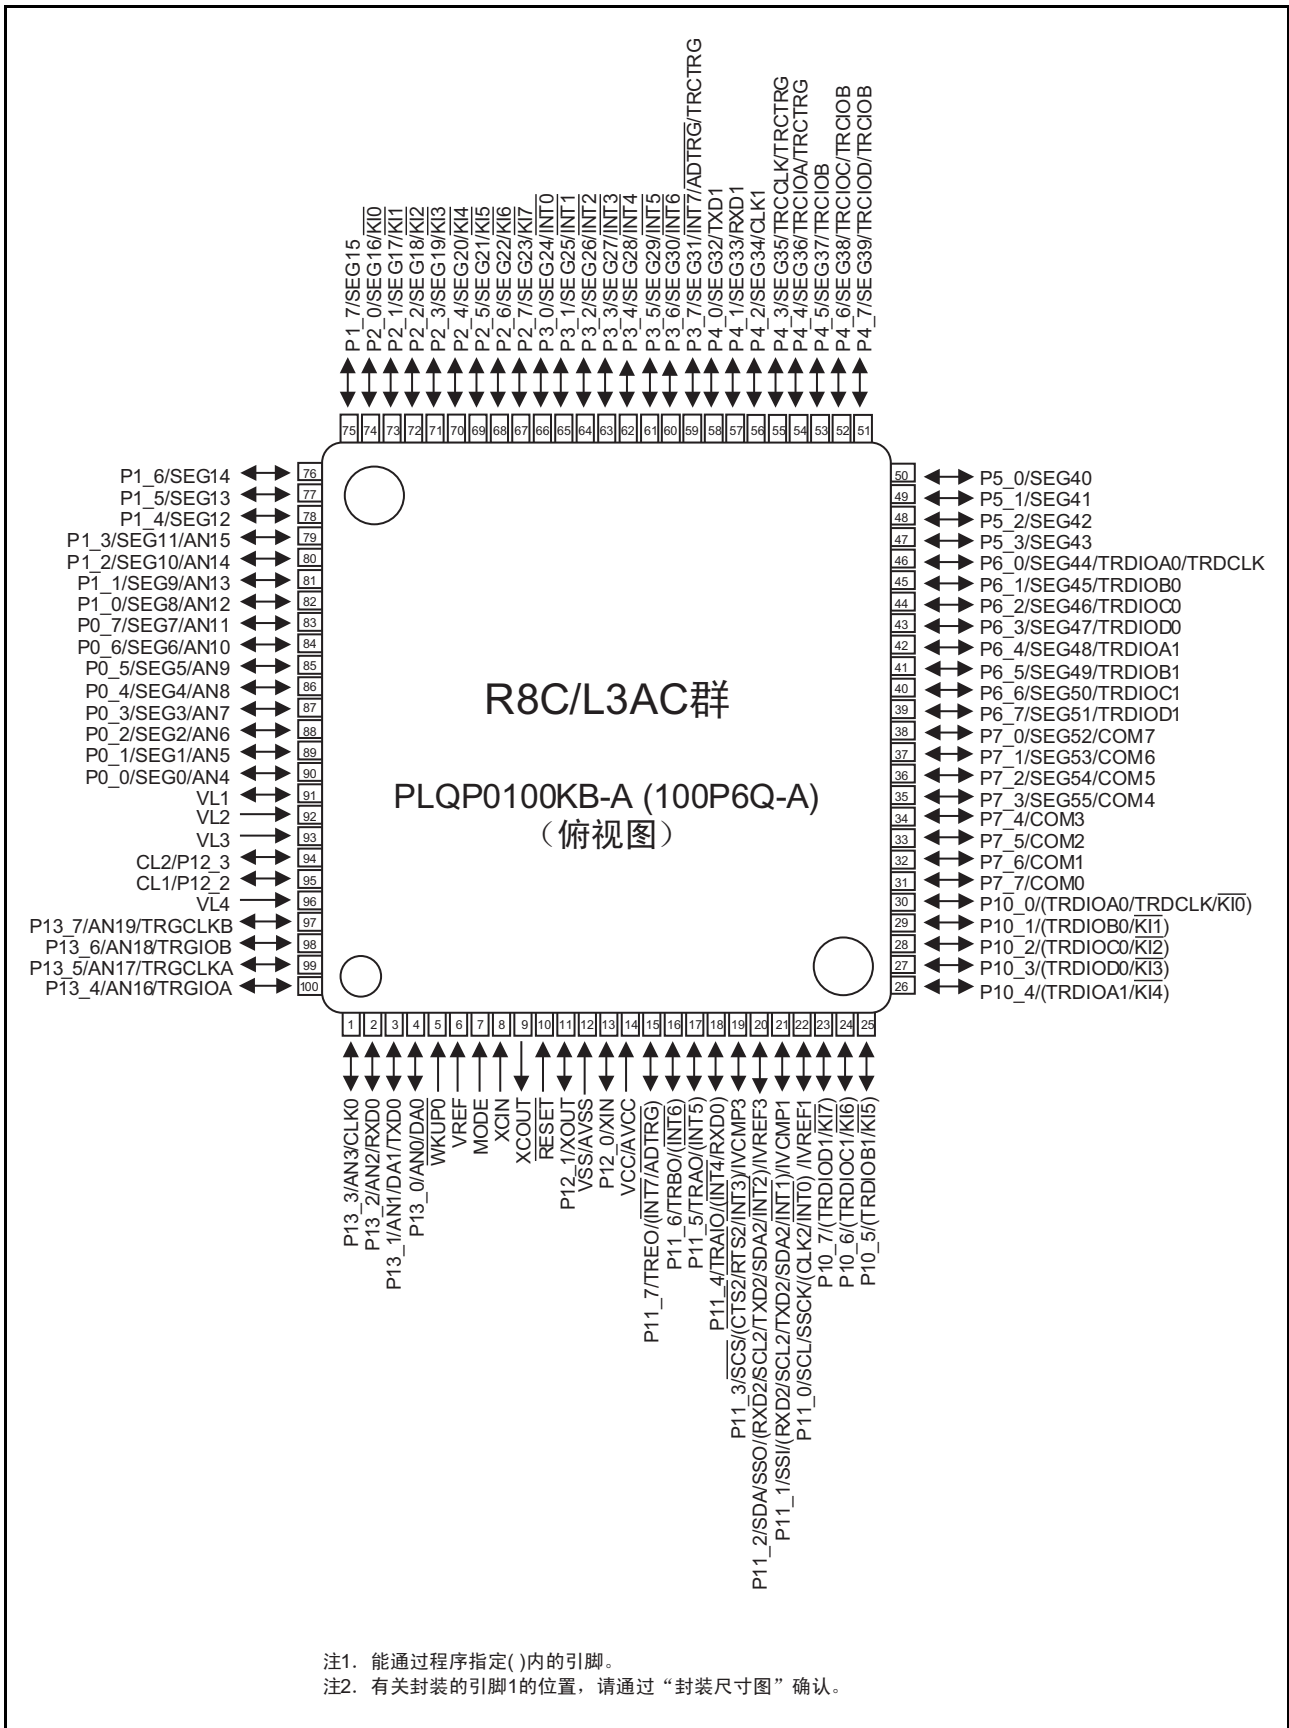 P1_7/SEG15
P2_0/SEG16/KI0
P2_1/SEG17/KI1
P2_2/SEG18/KI2
P2_3/SEG19/KI3
P2_4/SEG20/KI4
P2_5/SEG21/KI5
P2_6/SEG22/KI6
P2_7/SEG23/KI7
P3_0/SEG24/INT0
P3_1/SEG25/INT1
P3_2/SEG26/INT2
P3_3/SEG27/INT3
P3_4/SEG28/INT4
P3_5/SEG29/INT5
P3_6/SEG30/INT6
P3_7/SEG31/INT7/ADTRG/TRCTRG
P4_0/SEG32/TXD1
P4_1/SEG33/RXD1
P4_2/SEG34/CLK1
P4_3/SEG35/TRCCLK/TRCTRG
P4_4/SEG36/TRCIOA/TRCTRG
P4_5/SEG37/TRCIOB
P4_6/SEG38/TRCIOC/TRCIOB
P4_7/SEG39/TRCIOD/TRCIOB
75 74 73 72 71 70 69 68 67 66 65 64 63 62 61 60 59 58 57 56 55 54 53 52 51
P1_6/SEG14 76
P1_5/SEG13 77
P1_4/SEG12 78
P1_3/SEG11/AN15 79
P1_2/SEG10/AN14 80
P1_1/SEG9/AN13 81
P1_0/SEG8/AN12 82
P0_7/SEG7/AN11 83
P0_6/SEG6/AN10 84
P0_5/SEG5/AN9 85
P0_4/SEG4/AN8 86
P0_3/SEG3/AN7 87
P0_2/SEG2/AN6 88
P0_1/SEG1/AN5 89
P0_0/SEG0/AN4 90
VL1 91
VL2 92
VL3 93
CL2/P12_3 94
CL1/P12_2 95
VL4 96
P13_7/AN19/TRGCLKB 97
P13_6/AN18/TRGIOB 98
P13_5/AN17/TRGCLKA 99
P13_4/AN16/TRGIOA 100
R8C/L3AC群
PLQP0100KB-A (100P6Q-A)
（俯视图）
50 P5_0/SEG40
49 P5_1/SEG41
48 P5_2/SEG42
47 P5_3/SEG43
46 P6_0/SEG44/TRDIOA0/TRDCLK
45 P6_1/SEG45/TRDIOB0
44 P6_2/SEG46/TRDIOC0
43 P6_3/SEG47/TRDIOD0
42 P6_4/SEG48/TRDIOA1
41 P6_5/SEG49/TRDIOB1
40 P6_6/SEG50/TRDIOC1
39 P6_7/SEG51/TRDIOD1
38 P7_0/SEG52/COM7
37 P7_1/SEG53/COM6
36 P7_2/SEG54/COM5
35 P7_3/SEG55/COM4
34 P7_4/COM3
33 P7_5/COM2
32 P7_6/COM1
31 P7_7/COM0
30 P10_0/(TRDIOA0/TRDCLK/KI0)
29 P10_1/(TRDIOB0/KI1)
28 P10_2/(TRDIOC0/KI2)
27 P10_3/(TRDIOD0/KI3)
26 P10_4/(TRDIOA1/KI4)
1 2 3 4 5 6 7 8 9 10 11 12 13 14 15 16 17 18 19 20 21 22 23 24 25
P13_3/AN3/CLK0
P13_2/AN2/RXD0
P13_1/AN1/DA1/TXD0
P13_0/AN0/DA0
WKUP0
VREF
MODE
XCIN
XCOUT
RESET
P12_1/XOUT
VSS/AVSS
P12_0/XIN
VCC/AVCC
P11_7/TREO/(INT7/ADTRG)
P11_6/TRBO/(INT6)
P11_5/TRAO/(INT5)
P11_4/TRAIO/(INT4/RXD0)
P11_3/SCS/(CTS2/RTS2/INT3)/IVCMP3
P11_2/SDA/SSO/(RXD2/SCL2/TXD2/SDA2/INT2)/IVREF3
P11_1/SSI/(RXD2/SCL2/TXD2/SDA2/INT1)/IVCMP1
P11_0/SCL/SSCK/(CLK2/INT0) /IVREF1
P10_7/(TRDIOD1/KI7)
P10_6/(TRDIOC1/KI6)
P10_5/(TRDIOB1/KI5)
注1. 能通过程序指定( )内的引脚。
注2. 有关封装的引脚1的位置，请通过“封装尺寸图”确认。